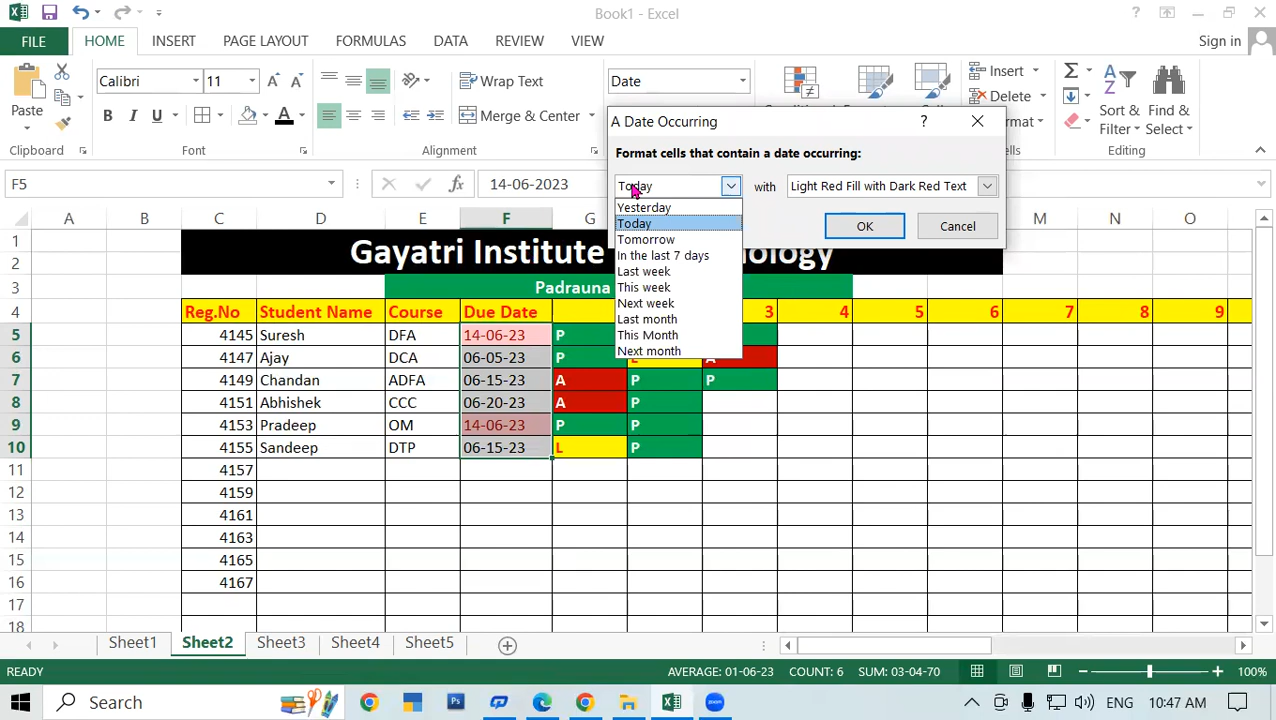 Book1 - Excel
FILE HOME INSERT PAGE LAYOUT FORMULAS DATA REVIEW VIEW Sign in
Paste
Calibri 11
B I U
Wrap Text
Merge & Center
Date
Insert
Delete
Sort & Filter
Find & Select
Clipboard Font Alignment Editing
F5 fx 14-06-2023
A Date Occurring
Format cells that contain a date occurring:
Today with Light Red Fill with Dark Red Text
OK Cancel
Yesterday
Today
Tomorrow
In the last 7 days
Last week
This week
Next week
Last month
This Month
Next month
A B C D E F G M N O
1
2 Gayatri Institute
3 Padrauna
4 Reg.No Student Name Course Due Date 3 4 5 6 7 8 9
5 4145 Suresh DFA 14-06-23 P
6 4147 Ajay DCA 06-05-23 P
7 4149 Chandan ADFA 06-15-23 A P P
8 4151 Abhishek CCC 06-20-23 A P
9 4153 Pradeep OM 14-06-23 P P
10 4155 Sandeep DTP 06-15-23 L P
11 4157
12 4159
13 4161
14 4163
15 4165
16 4167
17
18
Sheet1 Sheet2 Sheet3 Sheet4 Sheet5
READY AVERAGE: 01-06-23 COUNT: 6 SUM: 03-04-70 100%
Search ENG 10:47 AM